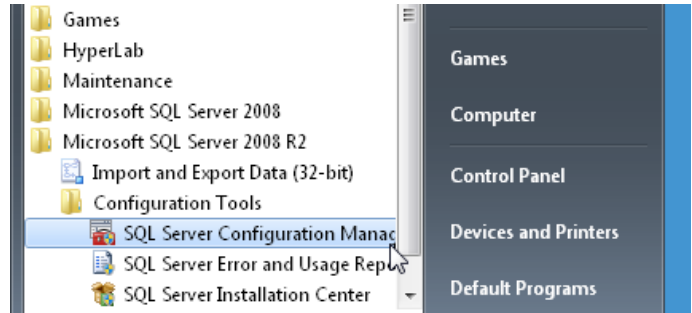 Games
HyperLab
Maintenance
Microsoft SQL Server 2008
Microsoft SQL Server 2008 R2
Import and Export Data (32-bit)
Configuration Tools
SQL Server Configuration Manac
SQL Server Error and Usage Repo
SQL Server Installation Center
Games
Computer
Control Panel
Devices and Printers
Default Programs